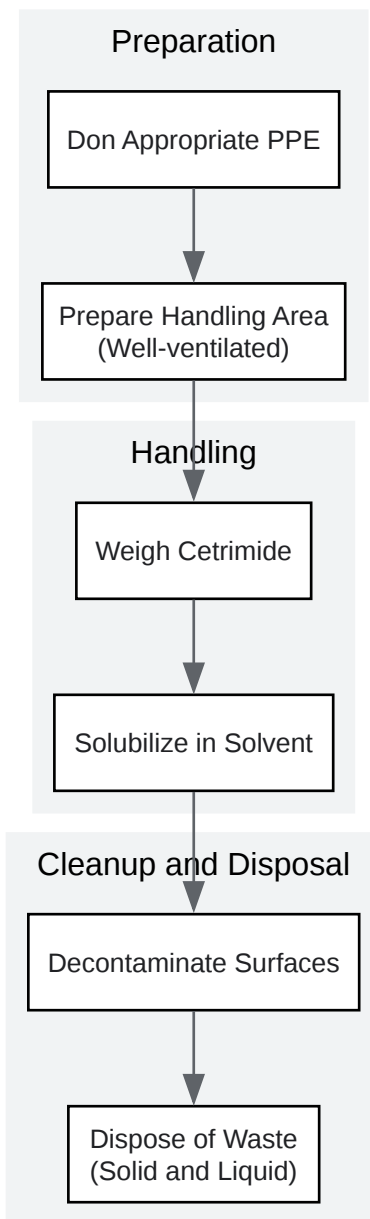 Preparation
Don Appropriate PPE
Prepare Handling Area
(Well-ventilated)
Handling
Weigh Cetrimide
Solubilize in Solvent
Cleanup and Disposal
Decontaminate Surfaces
Dispose of Waste
(Solid and Liquid)